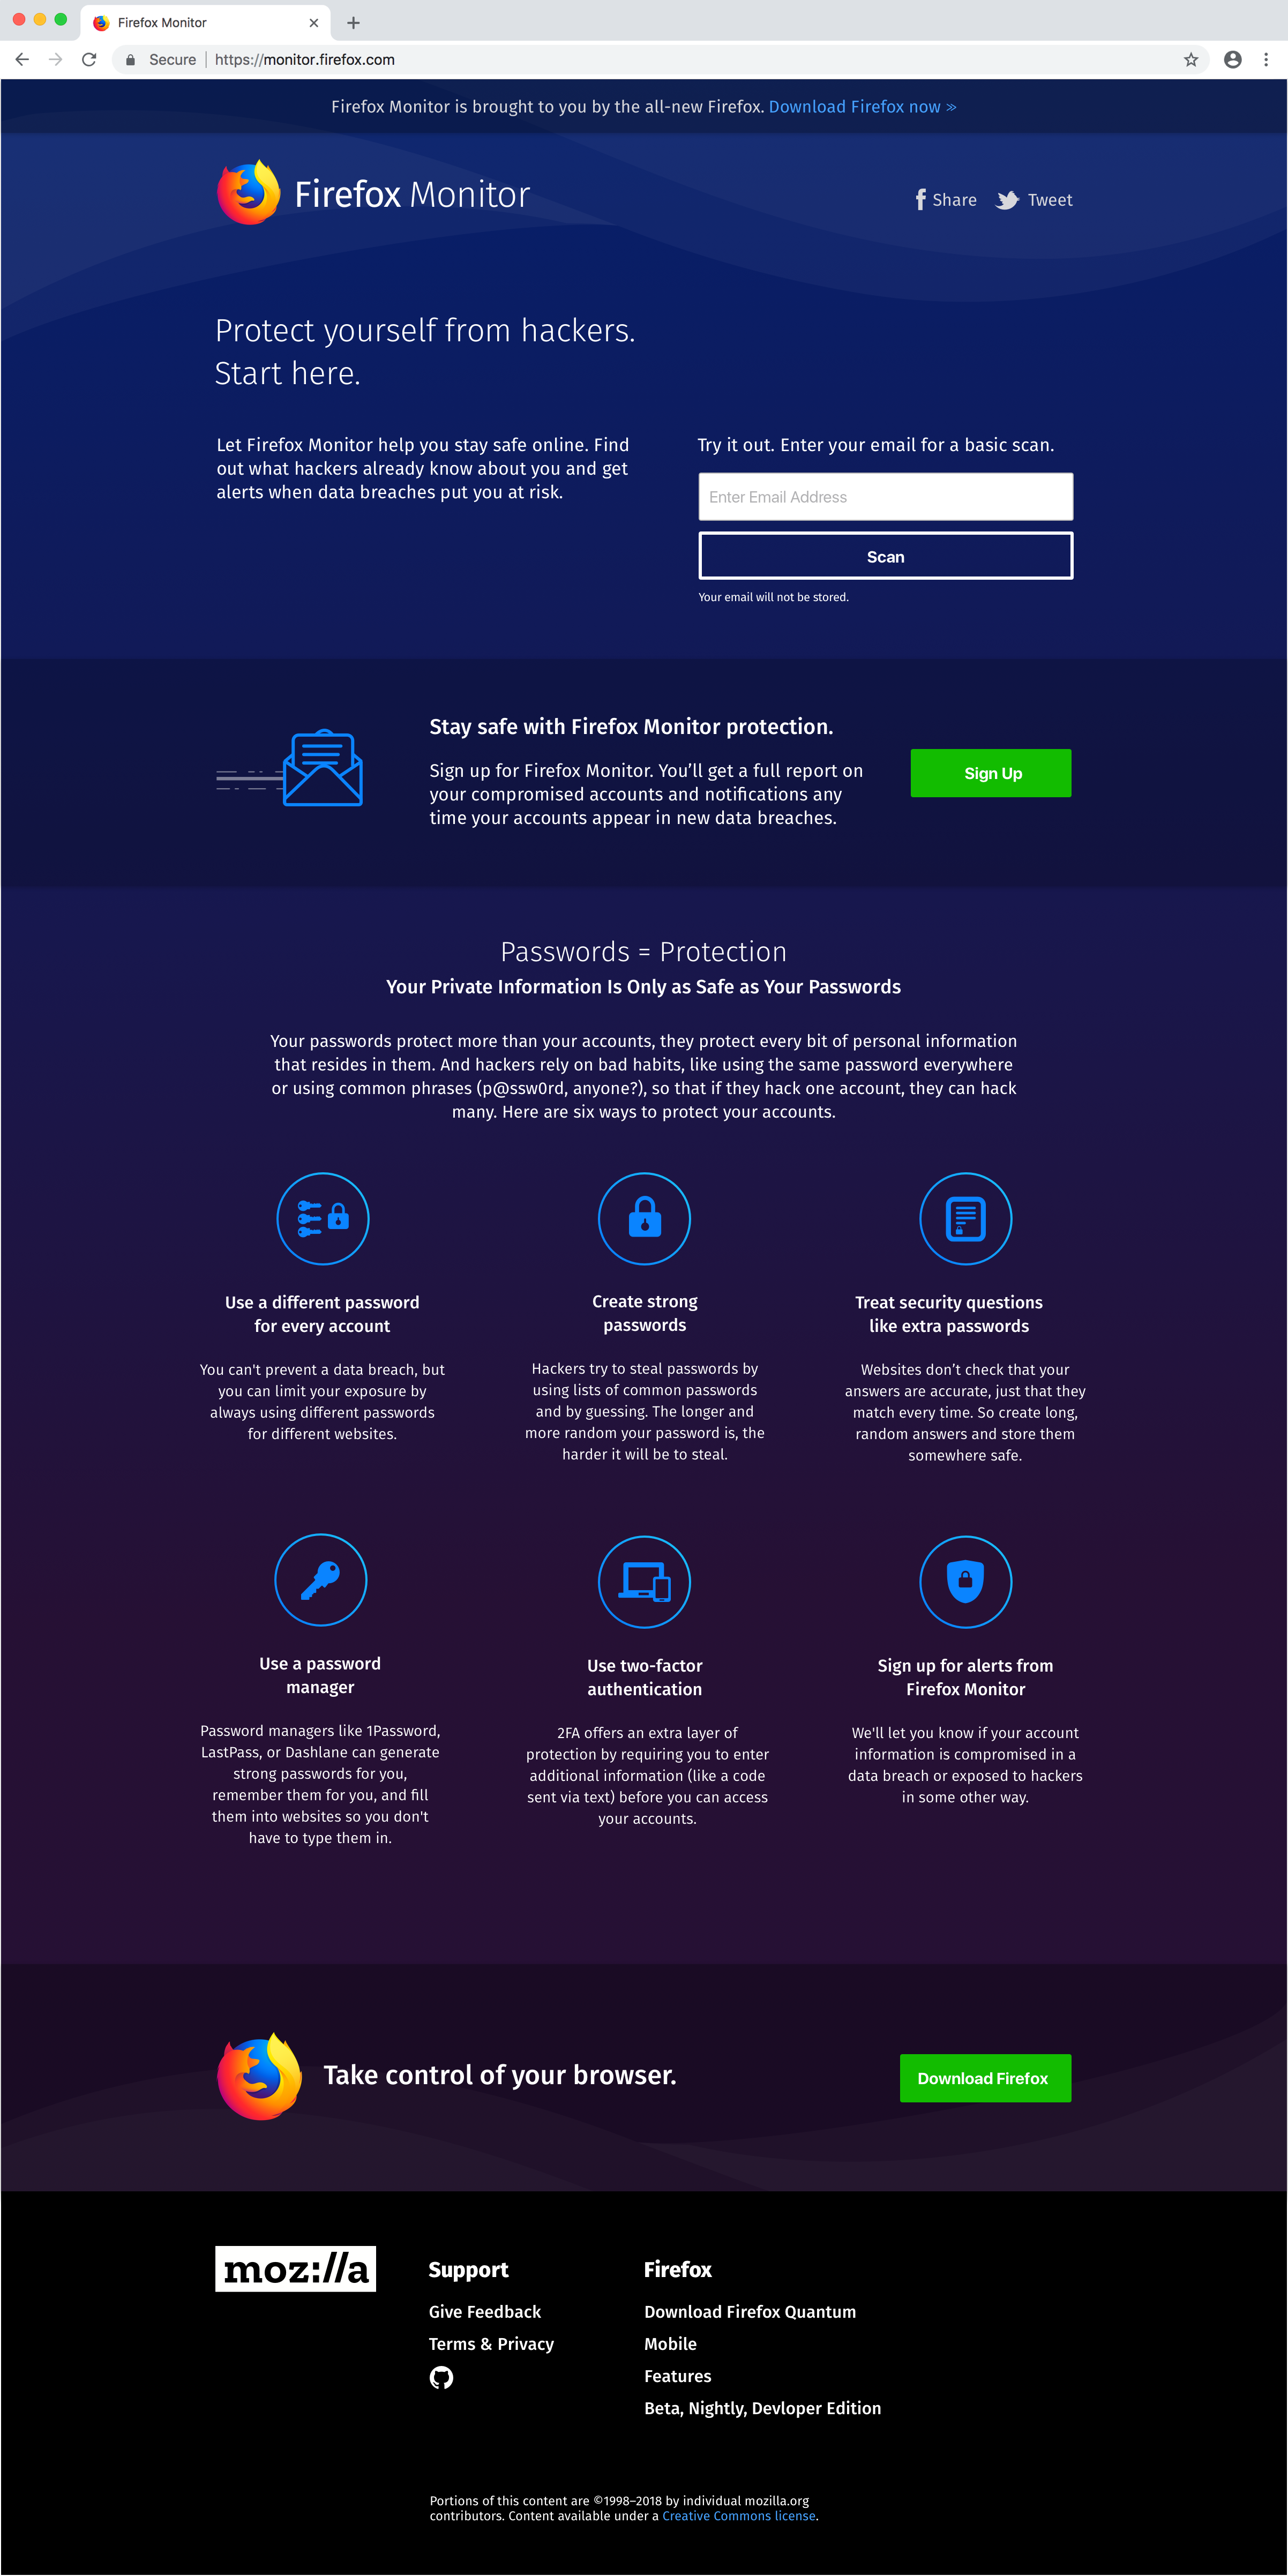 Firefox Monitor
Secure https://monitor.firefox.com
Firefox Monitor is brought to you by the all-new Firefox. Download Firefox now »
Firefox Monitor
Share Tweet
Protect yourself from hackers.
Start here.
Let Firefox Monitor help you stay safe online. Find
out what hackers already know about you and get
alerts when data breaches put you at risk.
Try it out. Enter your email for a basic scan.
Enter Email Address
Scan
Your email will not be stored.
Stay safe with Firefox Monitor protection.
Sign up for Firefox Monitor. You’ll get a full report on
your compromised accounts and notifications any
time your accounts appear in new data breaches.
Sign Up
Passwords = Protection
Your Private Information Is Only as Safe as Your Passwords
Your passwords protect more than your accounts, they protect every bit of personal information
that resides in them. And hackers rely on bad habits, like using the same password everywhere
or using common phrases (p@ssw0rd, anyone?), so that if they hack one account, they can hack
many. Here are six ways to protect your accounts.
Use a different password
for every account
You can't prevent a data breach, but
you can limit your exposure by
always using different passwords
for different websites.
Create strong
passwords
Hackers try to steal passwords by
using lists of common passwords
and by guessing. The longer and
more random your password is, the
harder it will be to steal.
Treat security questions
like extra passwords
Websites don’t check that your
answers are accurate, just that they
match every time. So create long,
random answers and store them
somewhere safe.
Use a password
manager
Password managers like 1Password,
LastPass, or Dashlane can generate
strong passwords for you,
remember them for you, and fill
them into websites so you don't
have to type them in.
Use two-factor
authentication
2FA offers an extra layer of
protection by requiring you to enter
additional information (like a code
sent via text) before you can access
your accounts.
Sign up for alerts from
Firefox Monitor
We'll let you know if your account
information is compromised in a
data breach or exposed to hackers
in some other way.
Take control of your browser.
Download Firefox
moz://a
Support
Give Feedback
Terms & Privacy
Firefox
Download Firefox Quantum
Mobile
Features
Beta, Nightly, Devloper Edition
Portions of this content are ©1998–2018 by individual mozilla.org
contributors. Content available under a Creative Commons license.